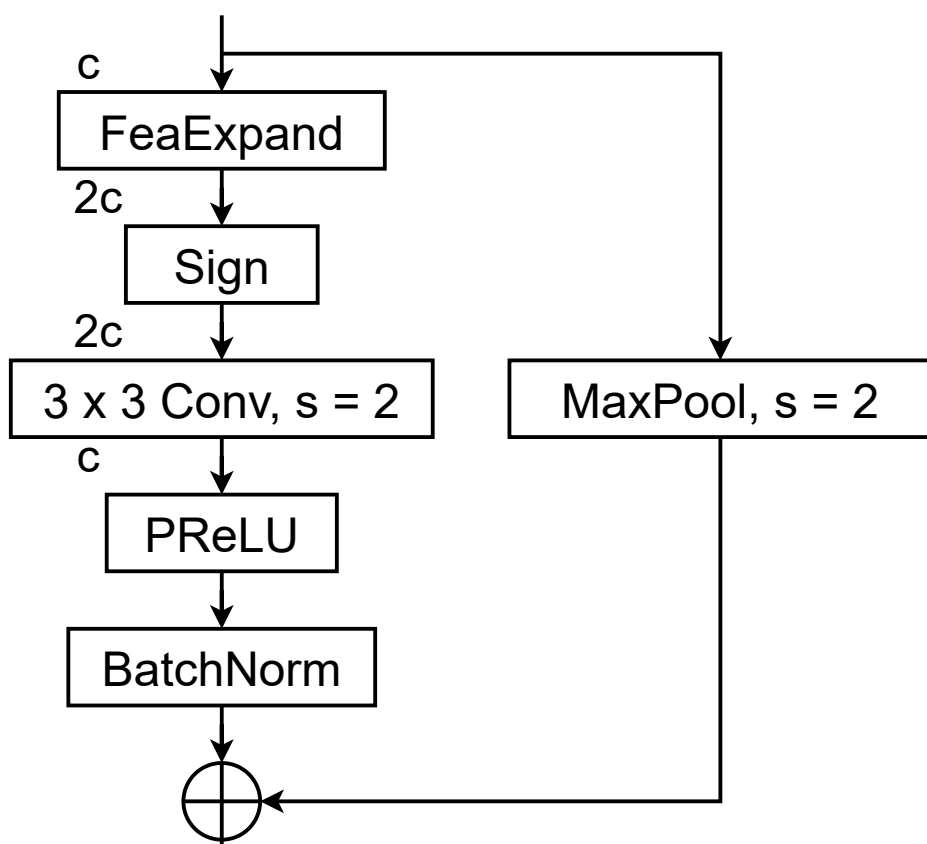 c
FeaExpand
2c
Sign
2c
3 x 3 Conv, s = 2
MaxPool, s = 2
c
PReLU
BatchNorm